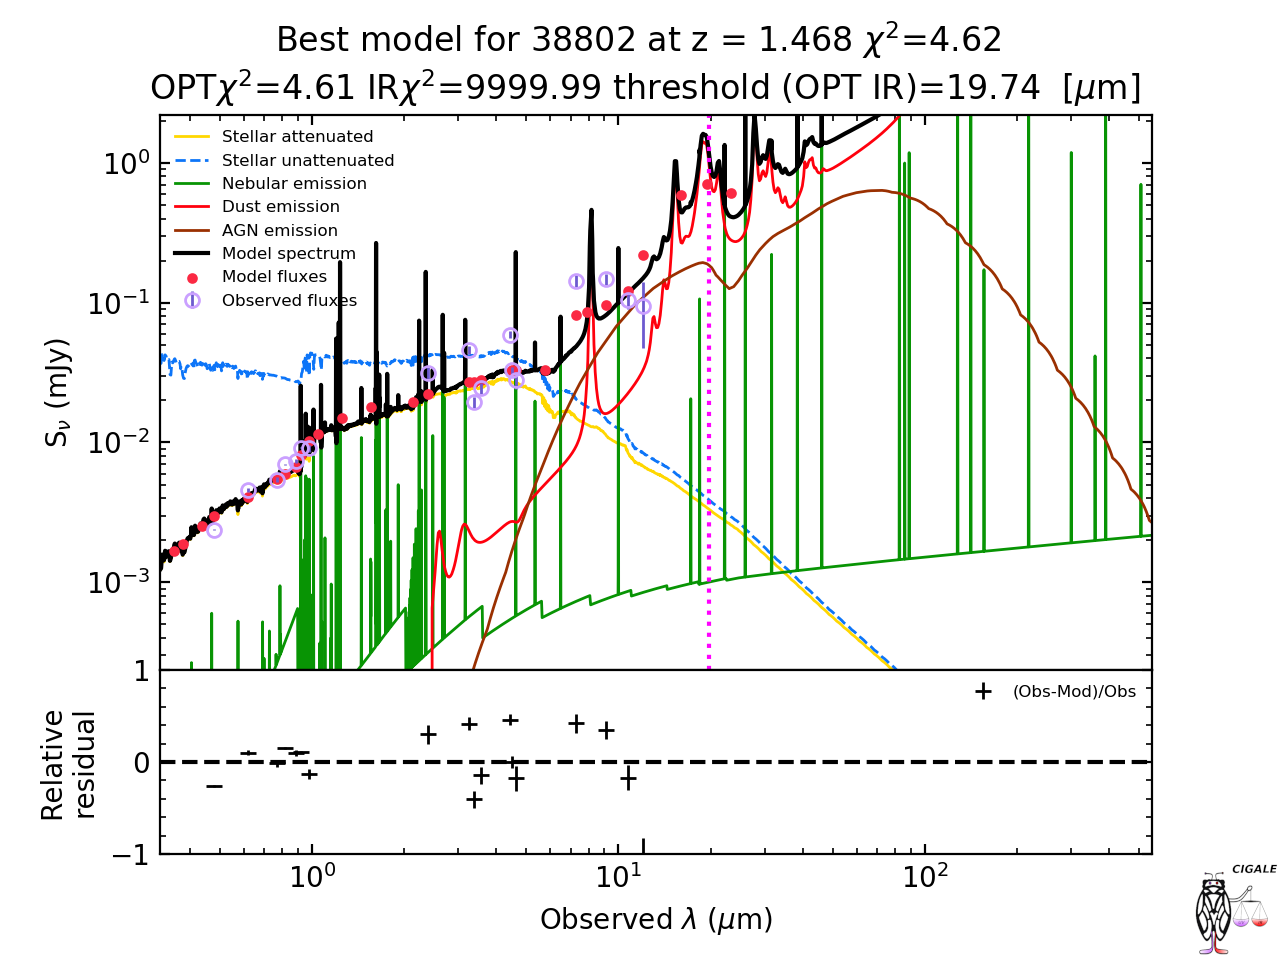 Best model for 38802 at z = 1.468 χ²=4.62
OPTχ²=4.61 IRχ²=9999.99 threshold (OPT IR)=19.74 [μm]
Stellar attenuated
Stellar unattenuated
Nebular emission
Dust emission
AGN emission
Model spectrum
Model fluxes
Observed fluxes
10⁰
10⁻¹
10⁻²
10⁻³
S_ν (mJy)
(Obs-Mod)/Obs
1
0
−1
Relative
residual
10⁰ 10¹ 10²
Observed λ (μm)
CIGALE